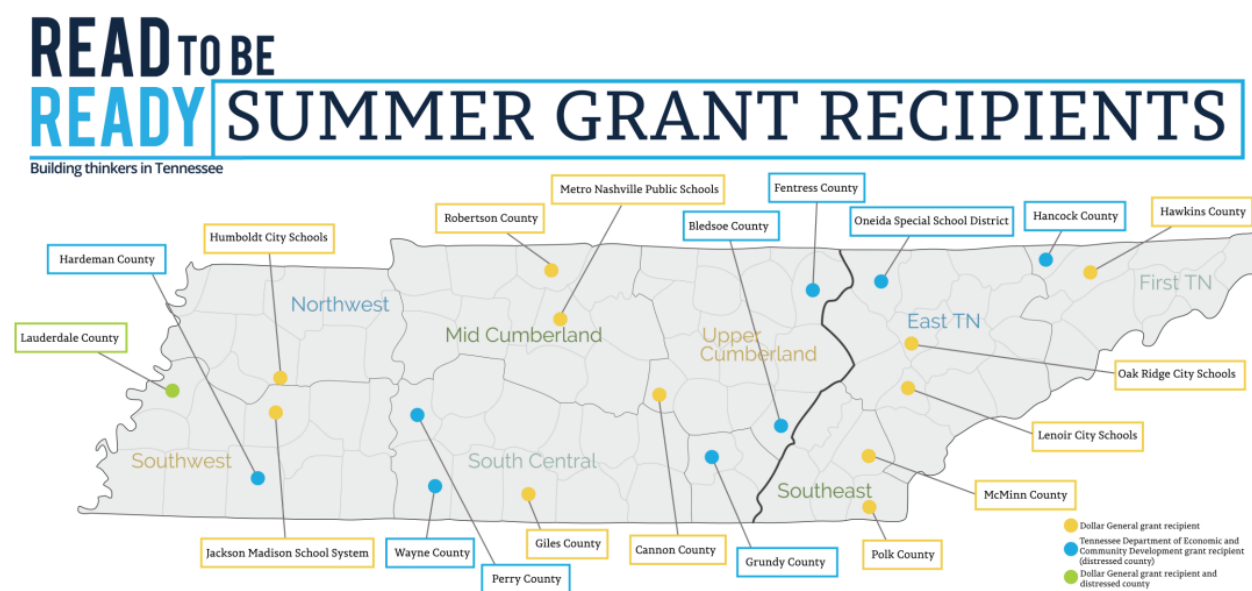 READ TO BE
READY SUMMER GRANT RECIPIENTS
Building thinkers in Tennessee
Metro Nashville Public Schools
Fentress County
Robertson County
Bledsoe County
Oneida Special School District
Hancock County
Hawkins County
Humboldt City Schools
Hardeman County
Lauderdale County
Northwest
Mid Cumberland
Upper
Cumberland
East TN
First TN
Oak Ridge City Schools
Lenoir City Schools
Southwest
South Central
Southeast
McMinn County
Jackson Madison School System
Wayne County
Perry County
Giles County
Cannon County
Grundy County
Polk County
Dollar General grant recipient
Tennessee Department of Economic and
Community Development grant recipient
(distressed county)
Dollar General grant recipient and
distressed county